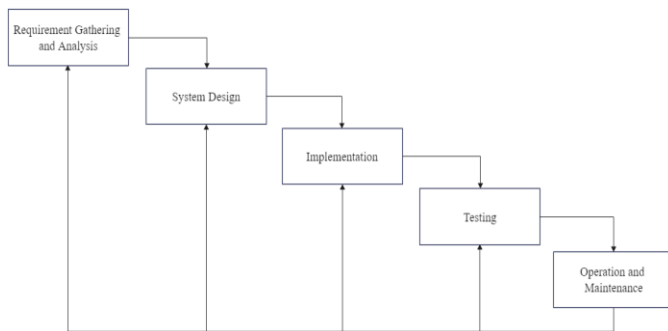 Requirement Gathering
and Analysis
System Design
Implementation
Testing
Operation and
Maintenance